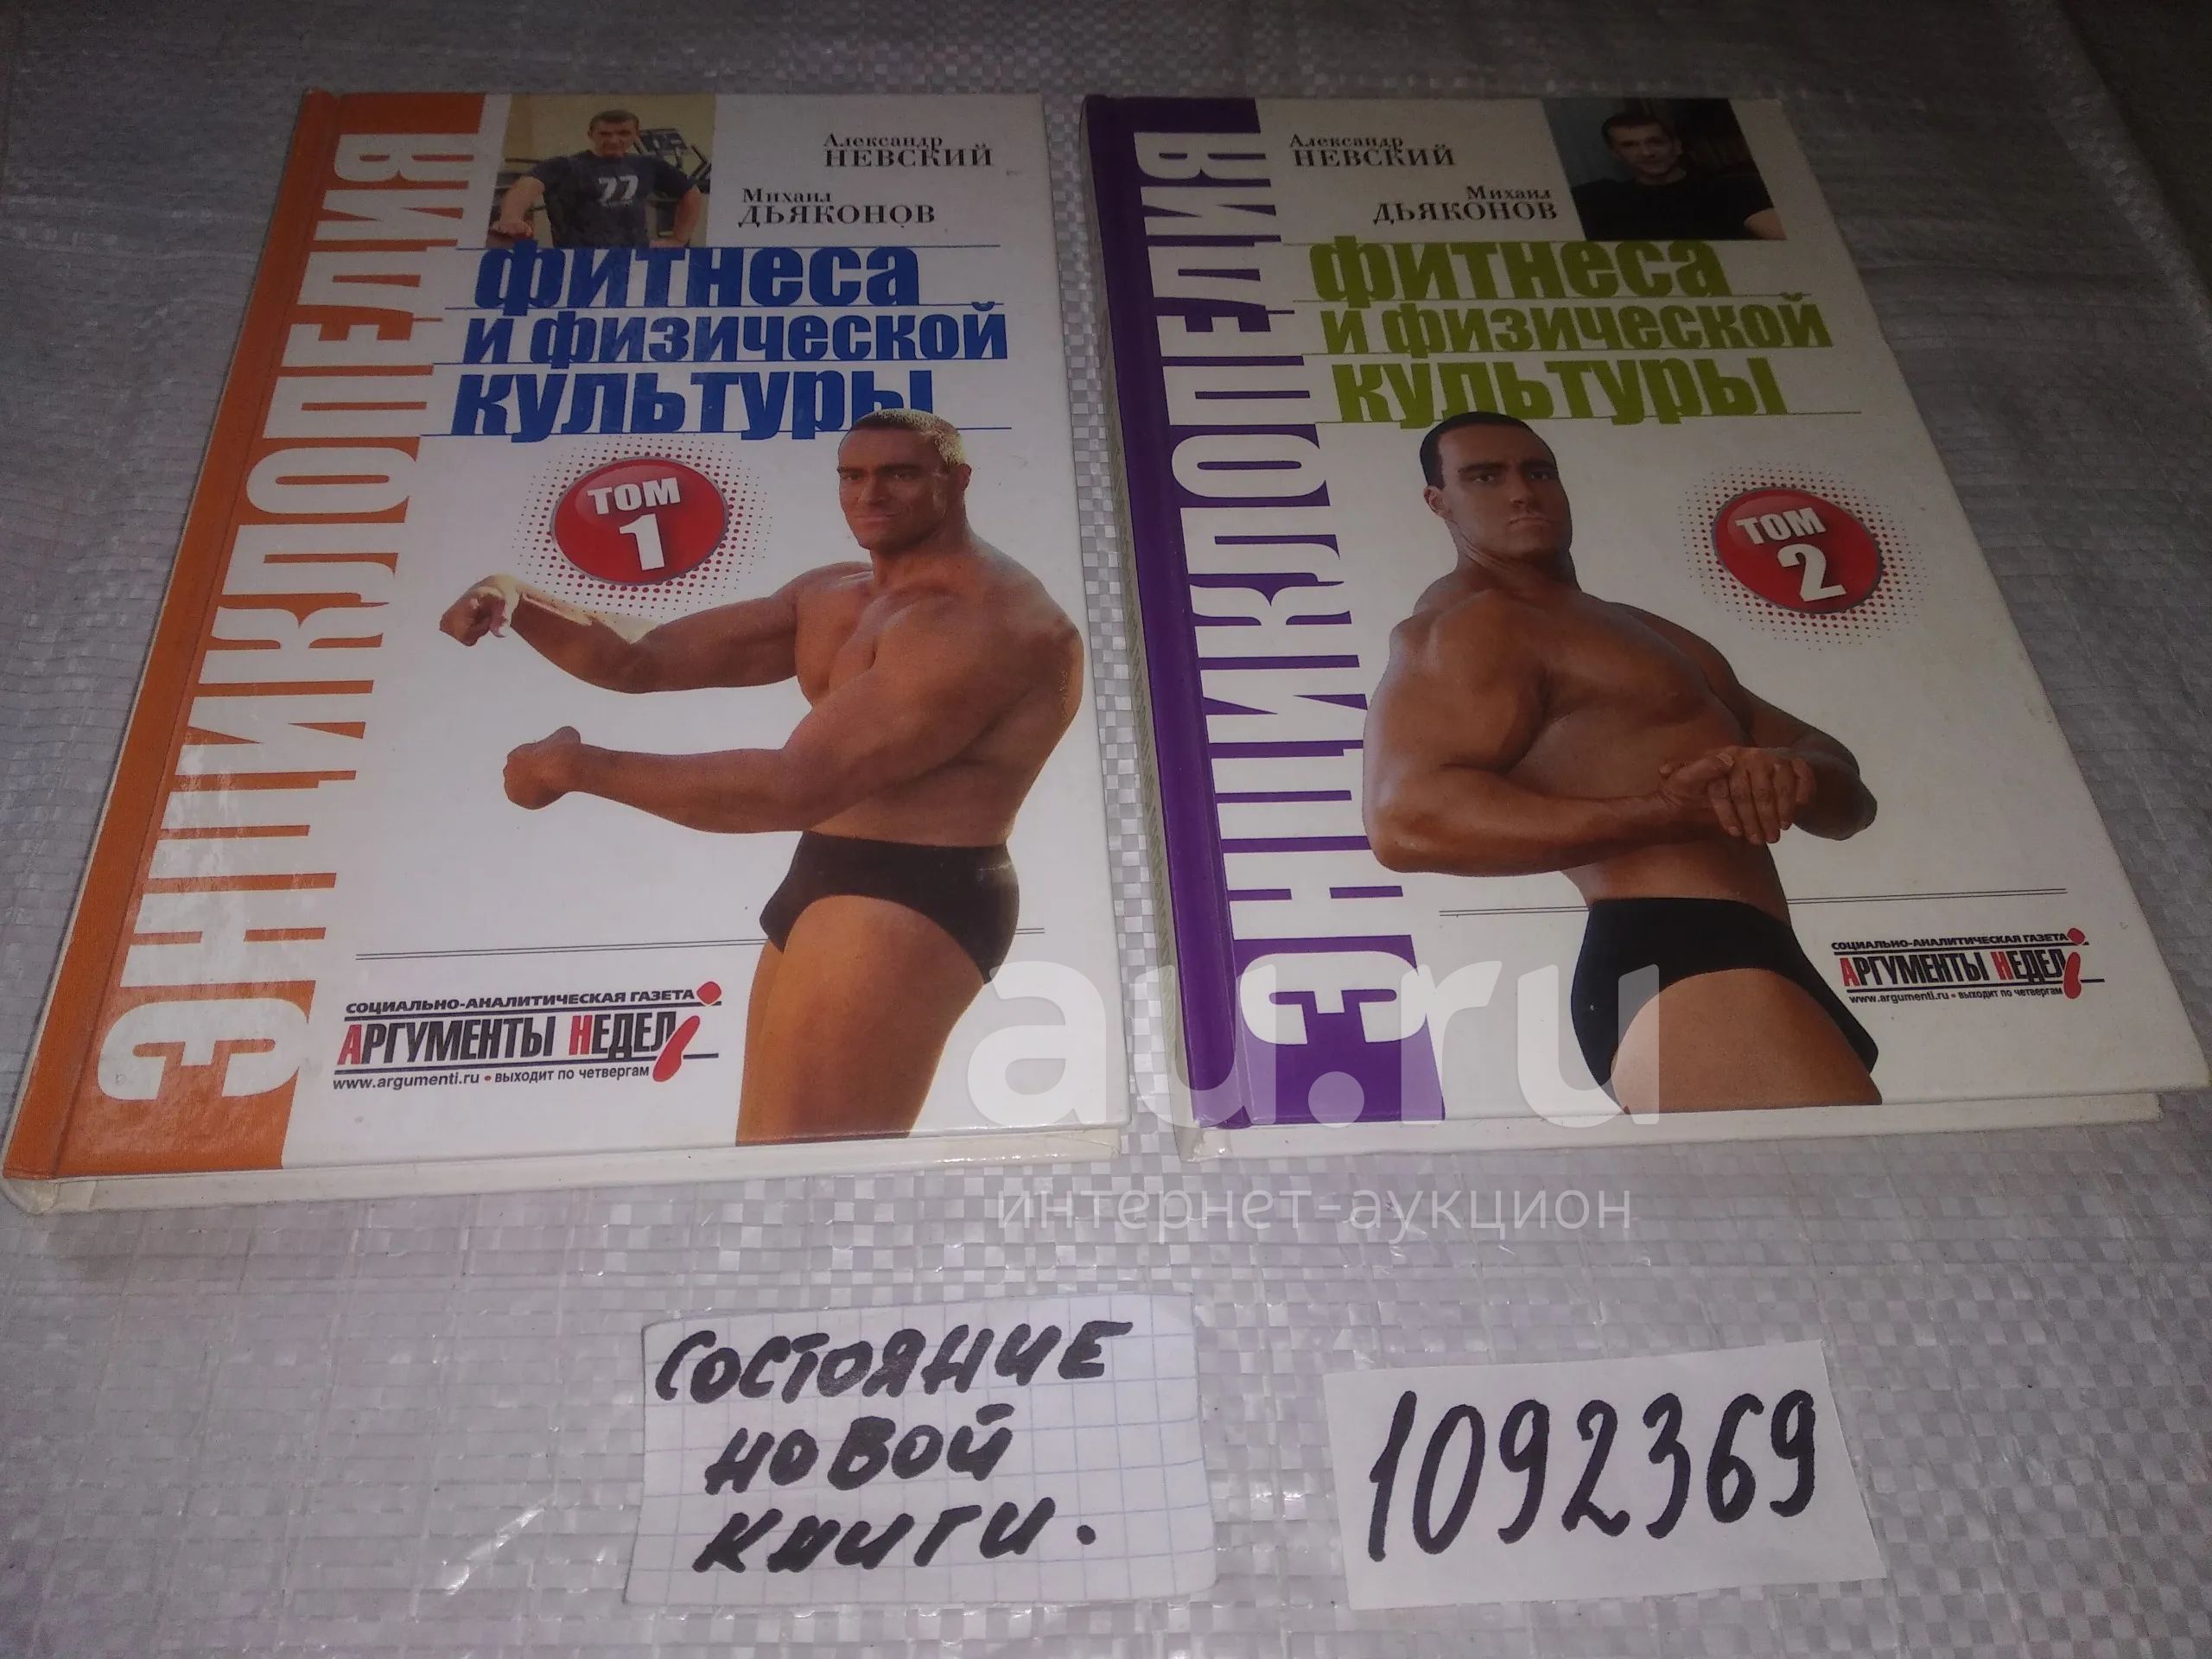 ЭНЦИКЛОПЕДИЯ
Александр
НЕВСКИЙ
Михаил
ДЬЯКОНОВ
фитнеса
и физической
культуры
ТОМ
1
СОЦИАЛЬНО-АНАЛИТИЧЕСКАЯ ГАЗЕТА
АРГУМЕНТЫ НЕДЕЛИ
www.argumenti.ru • ВЫХОДИТ ПО ЧЕТВЕРГАМ
77
ЭНЦИКЛОПЕДИЯ
Александр
НЕВСКИЙ
Михаил
ДЬЯКОНОВ
фитнеса
и физической
культуры
ТОМ
2
СОЦИАЛЬНО-АНАЛИТИЧЕСКАЯ ГАЗЕТА
АРГУМЕНТЫ НЕДЕЛИ
www.argumenti.ru • ВЫХОДИТ ПО ЧЕТВЕРГАМ
au.ru
интернет-аукцион
СОСТОЯНИЕ
НОВОЙ
КНИГИ.
1092369